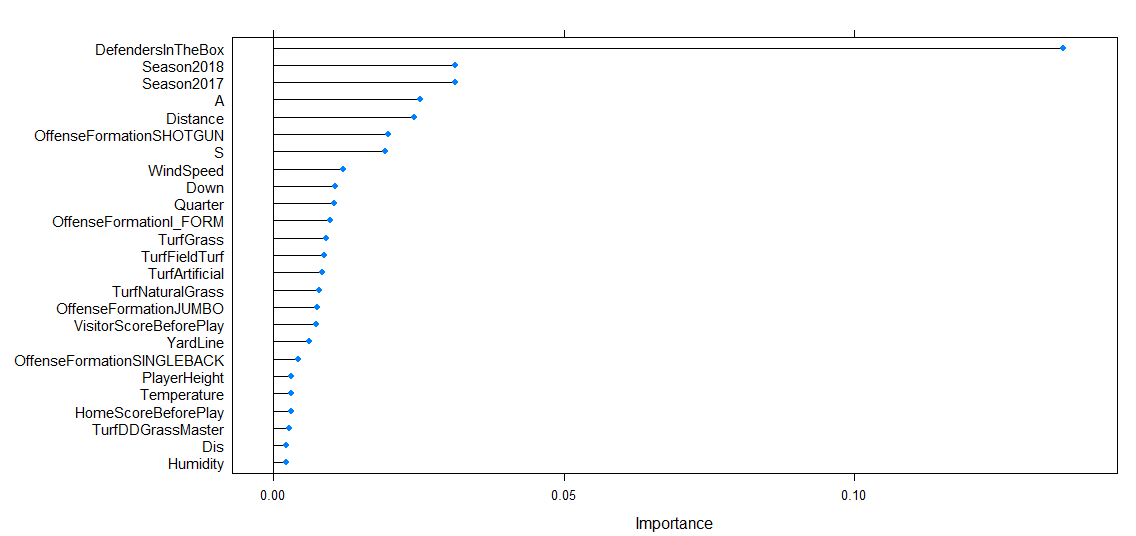 DefendersInTheBox
Season2018
Season2017
A
Distance
OffenseFormationSHOTGUN
S
WindSpeed
Down
Quarter
OffenseFormationI_FORM
TurfGrass
TurfFieldTurf
TurfArtificial
TurfNaturalGrass
OffenseFormationJUMBO
VisitorScoreBeforePlay
YardLine
OffenseFormationSINGLEBACK
PlayerHeight
Temperature
HomeScoreBeforePlay
TurfDDGrassMaster
Dis
Humidity
0.00 0.05 0.10
Importance